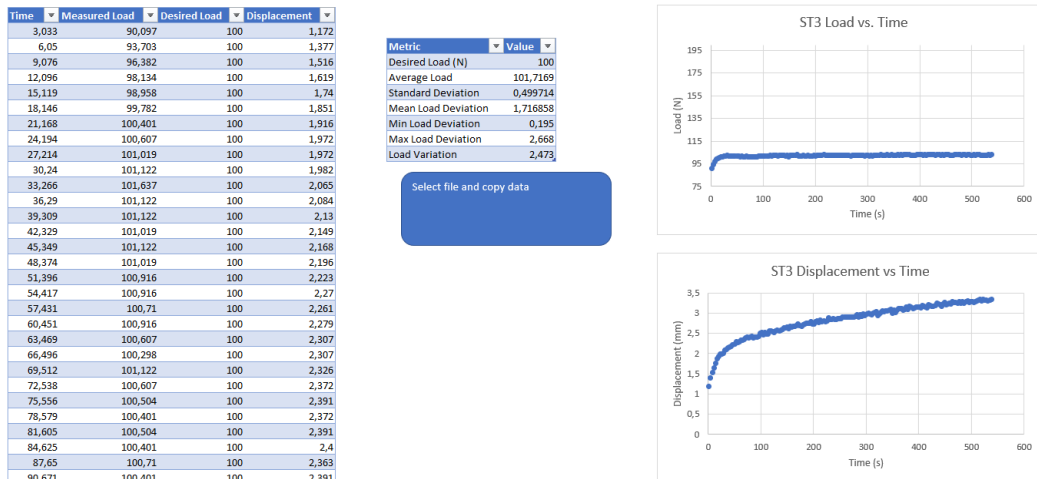 Time Measured Load Desired Load Displacement
3,033 90,097 100 1,172
6,05 93,703 100 1,377
9,076 96,382 100 1,516
12,096 98,134 100 1,619
15,119 98,958 100 1,74
18,146 99,782 100 1,851
21,168 100,401 100 1,916
24,194 100,607 100 1,972
27,214 101,019 100 1,972
30,24 101,122 100 1,982
33,266 101,637 100 2,065
36,29 101,122 100 2,084
39,309 101,122 100 2,13
42,329 101,019 100 2,149
45,349 101,122 100 2,168
48,374 101,019 100 2,196
51,396 100,916 100 2,223
54,417 100,916 100 2,27
57,431 100,71 100 2,261
60,451 100,916 100 2,279
63,469 100,607 100 2,307
66,496 100,298 100 2,307
69,512 101,122 100 2,326
72,538 100,607 100 2,372
75,556 100,504 100 2,391
78,579 100,401 100 2,372
81,605 100,504 100 2,391
84,625 100,401 100 2,4
87,65 100,71 100 2,363
90,671 100,401 100 2,391
Metric Value
Desired Load (N) 100
Average Load 101,7169
Standard Deviation 0,499714
Mean Load Deviation 1,716858
Min Load Deviation 0,195
Max Load Deviation 2,668
Load Variation 2,473
Select file and copy data
ST3 Load vs. Time
Load (N)
195
175
155
135
115
95
75
0 100 200 300 400 500 600
Time (s)
ST3 Displacement vs Time
Displacement (mm)
3,5
3
2,5
2
1,5
1
0,5
0
0 100 200 300 400 500 600
Time (s)